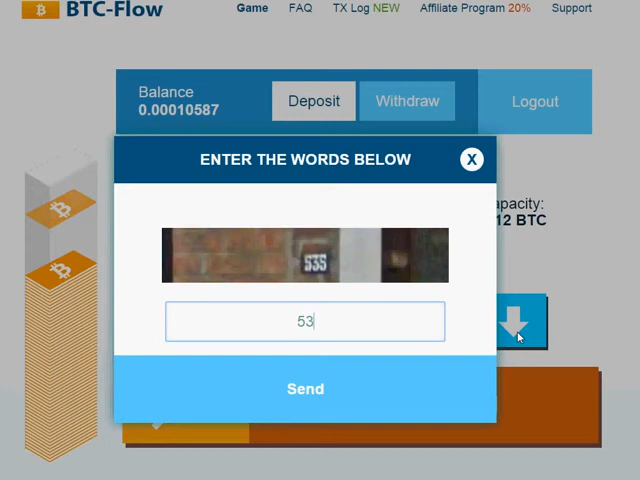 BTC-Flow
Game FAQ TX Log NEW Affiliate Program 20% Support
Balance
0.00010587
Deposit Withdraw Logout
ENTER THE WORDS BELOW X
apacity:
12 BTC
535
53
Send